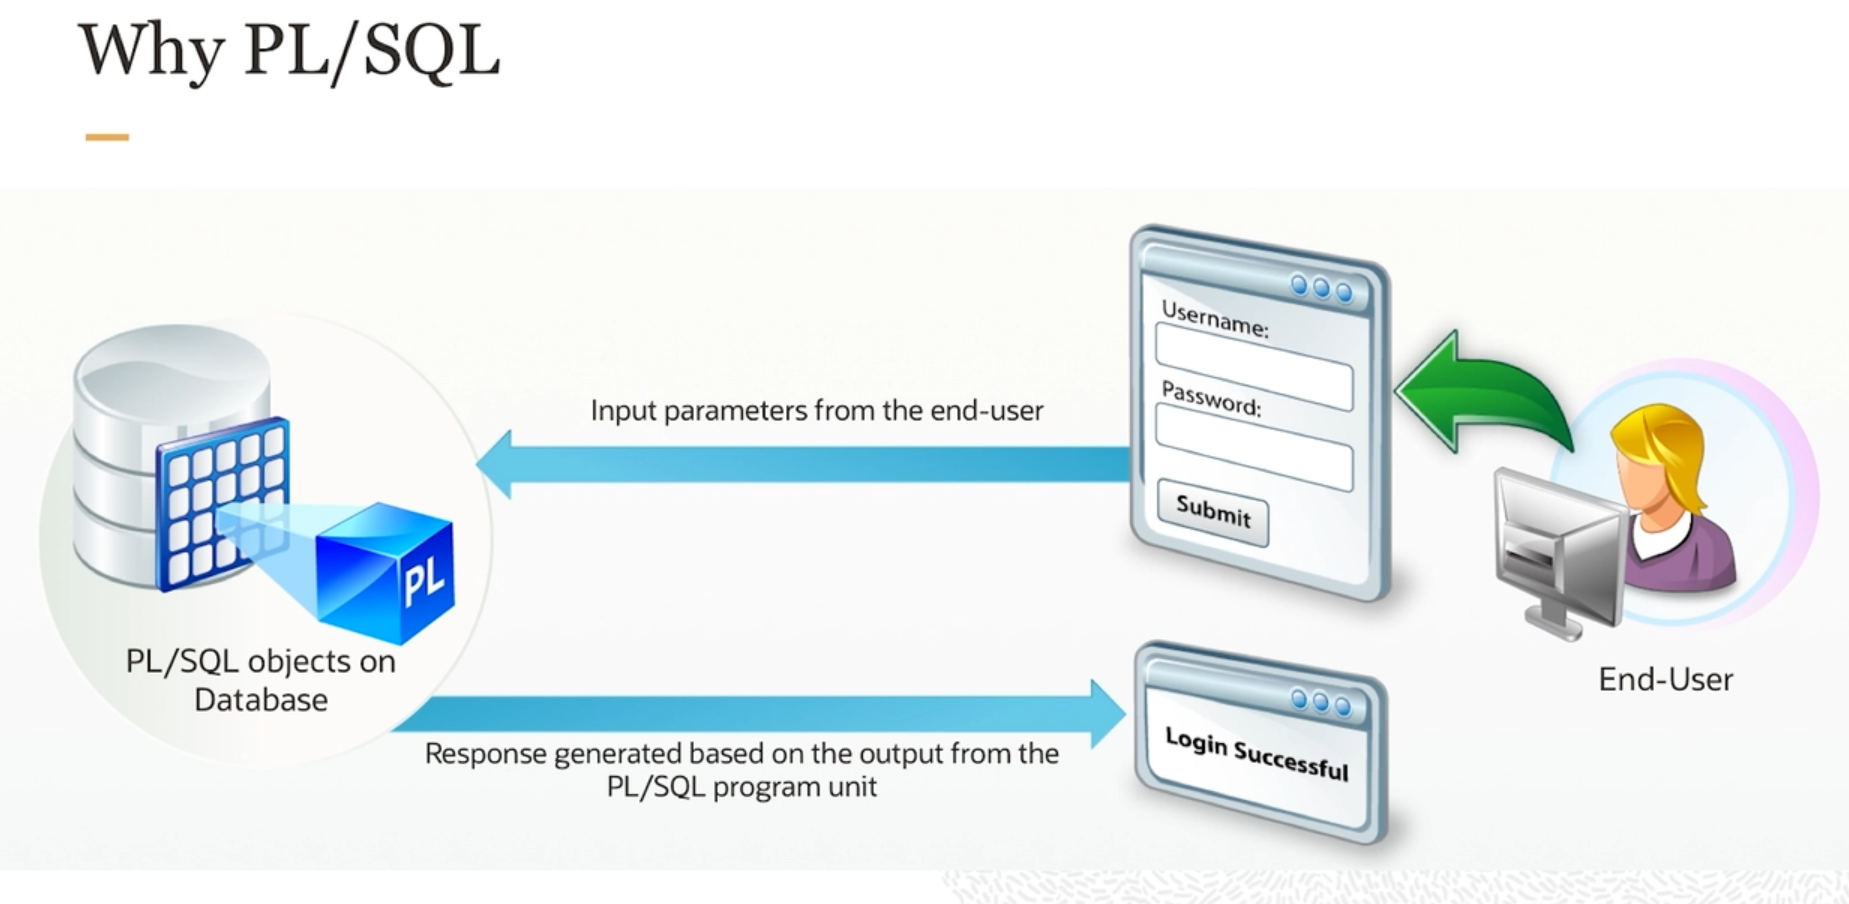 Why PL/SQL
Input parameters from the end-user
Username:
Password:
Submit
PL
PL/SQL objects on
Database
End-User
Response generated based on the output from the
PL/SQL program unit
Login Successful